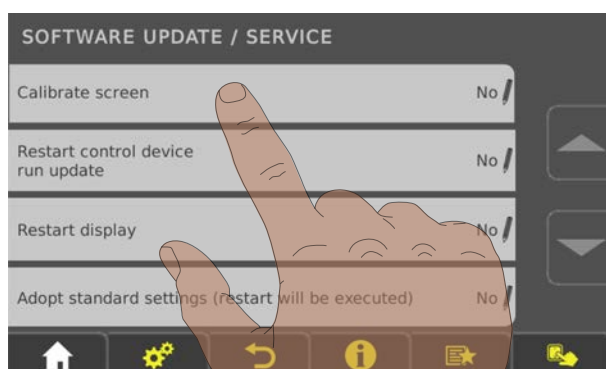 SOFTWARE UPDATE / SERVICE
Calibrate screen No
Restart control device
run update No
Restart display No
Adopt standard settings (restart will be executed) No